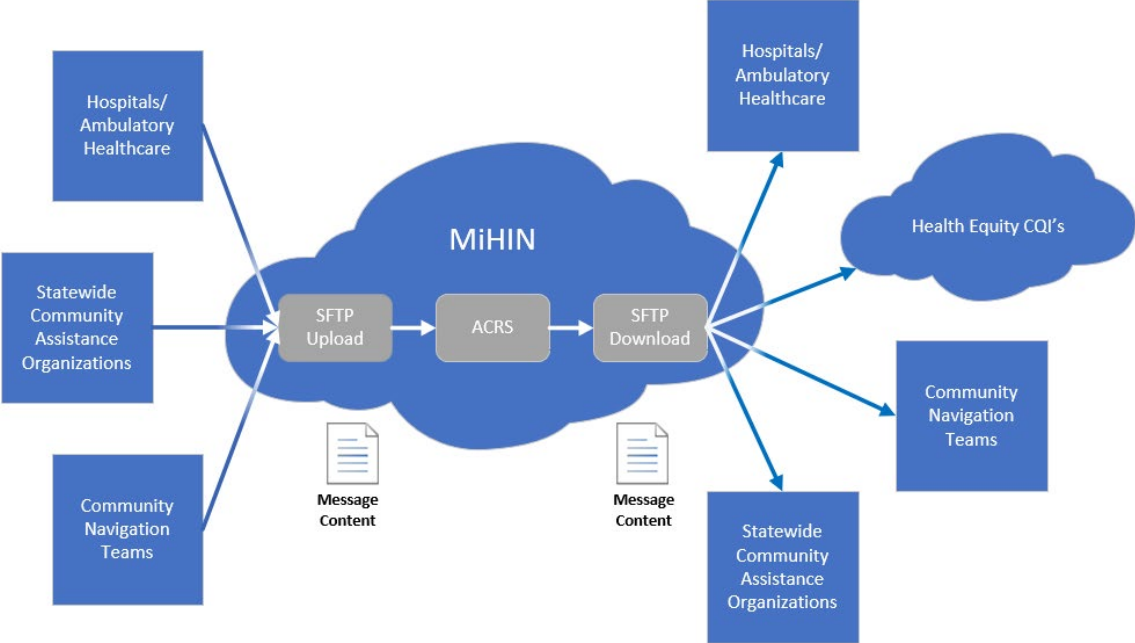 Hospitals/
Ambulatory
Healthcare
Statewide
Community
Assistance
Organizations
Community
Navigation
Teams
MiHIN
SFTP
Upload
ACRS
SFTP
Download
Message
Content
Message
Content
Hospitals/
Ambulatory
Healthcare
Health Equity CQI’s
Community
Navigation
Teams
Statewide
Community
Assistance
Organizations